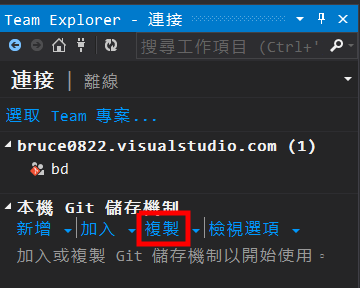 Team Explorer - 連接
搜尋工作項目 (Ctrl+'
連接 | 離線
選取 Team 專案...
bruce0822.visualstudio.com (1)
bd
本機 Git 儲存機制
新增 加入 複製 檢視選項
加入或複製 Git 儲存機制以開始使用。